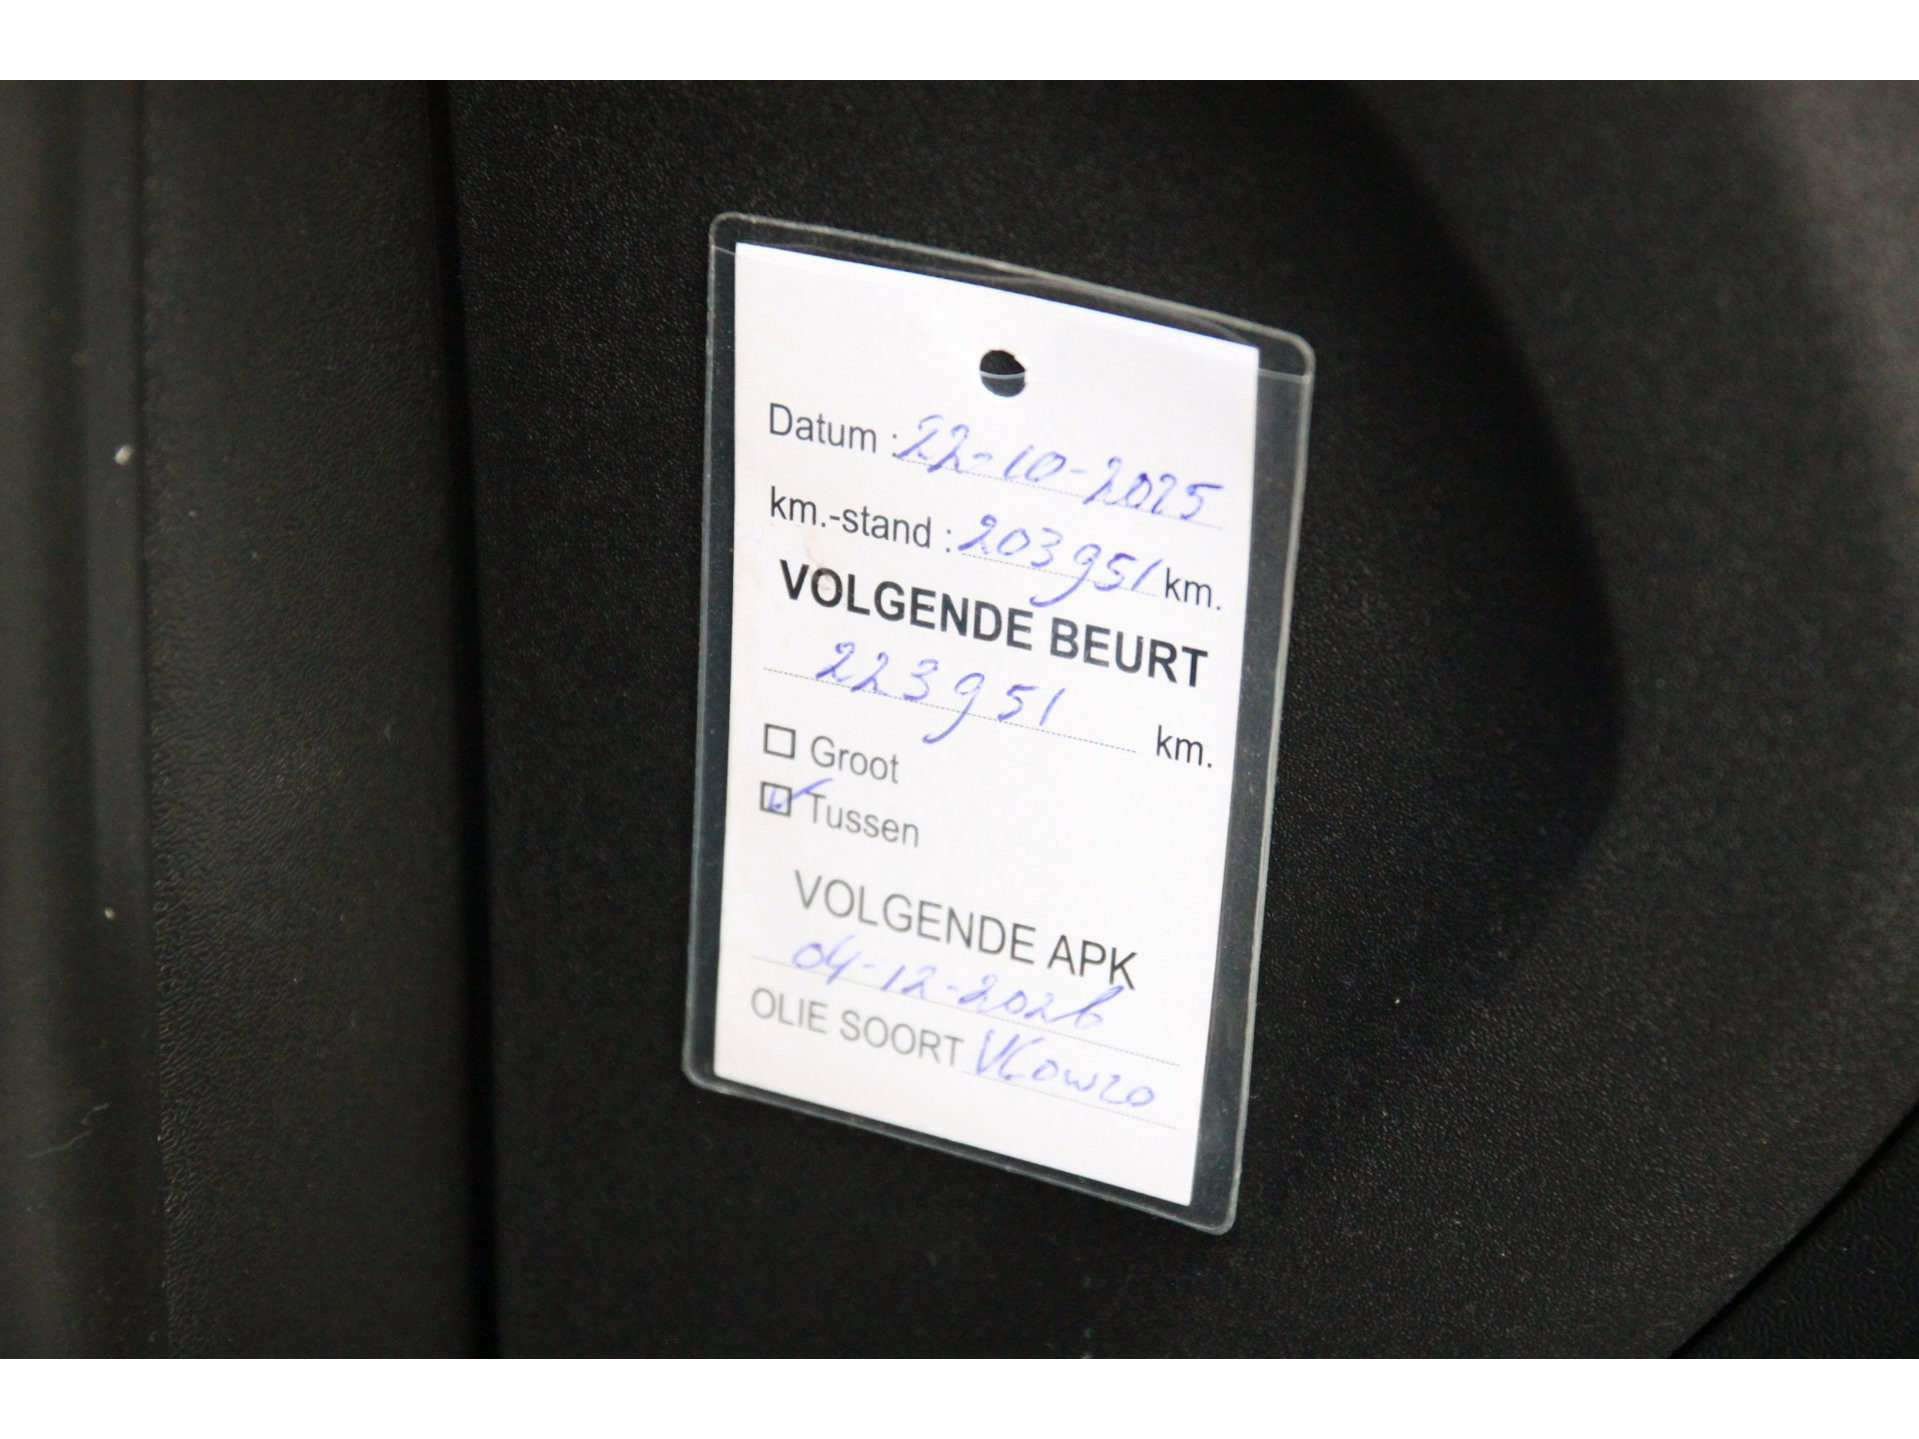 Datum : 22-10-2025
km.-stand : 203951 km.
VOLGENDE BEURT
223951 km.
Groot
Tussen
VOLGENDE APK
04-12-2026
OLIE SOORT V60W20